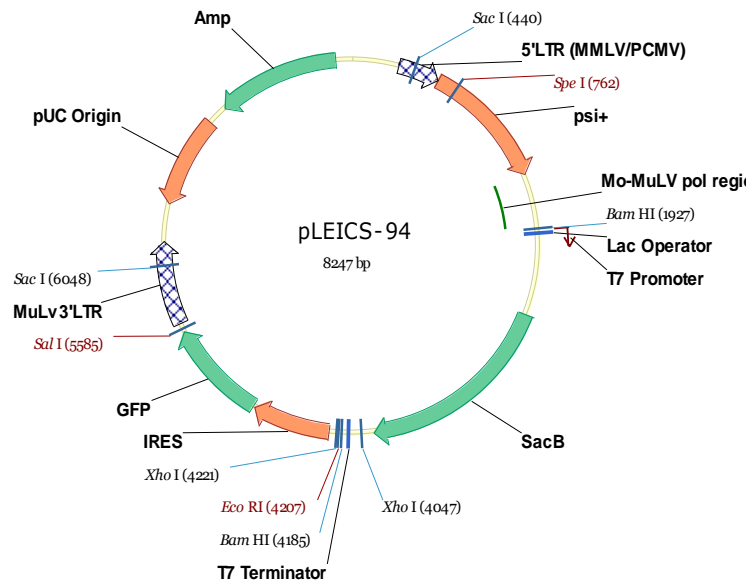 Amp
Sac I (440)
5'LTR (MMLV/PCMV)
Spe I (762)
psi+
pUC Origin
Mo-MuLV pol regio
Bam HI (1927)
Lac Operator
T7 Promoter
pLEICS-94
8247 bp
Sac I (6048)
MuLv 3'LTR
Sal I (5585)
GFP
IRES
SacB
Xho I (4221)
Eco RI (4207)
Xho I (4047)
Bam HI (4185)
T7 Terminator